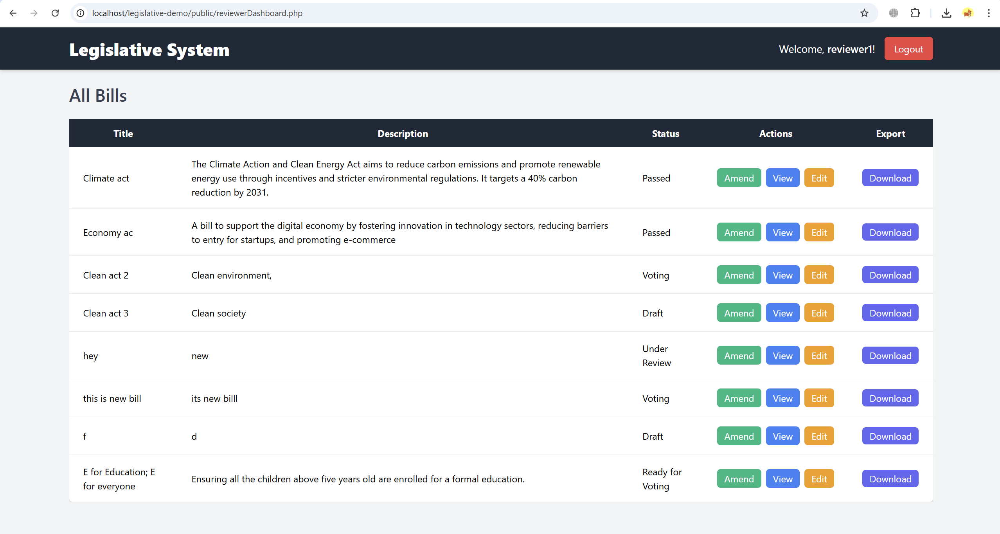 localhost/legislative-demo/public/reviewerDashboard.php
Legislative System
Welcome, reviewer1!
Logout
All Bills
Title Description Status Actions Export
Climate act
The Climate Action and Clean Energy Act aims to reduce carbon emissions and promote renewable
energy use through incentives and stricter environmental regulations. It targets a 40% carbon
reduction by 2031.
Passed
Amend View Edit Download
Economy ac
A bill to support the digital economy by fostering innovation in technology sectors, reducing barriers
to entry for startups, and promoting e-commerce
Passed
Amend View Edit Download
Clean act 2
Clean environment,
Voting
Amend View Edit Download
Clean act 3
Clean society
Draft
Amend View Edit Download
hey
new
Under
Review
Amend View Edit Download
this is new bill
its new billl
Voting
Amend View Edit Download
f
d
Draft
Amend View Edit Download
E for Education; E
for everyone
Ensuring all the children above five years old are enrolled for a formal education.
Ready for
Voting
Amend View Edit Download